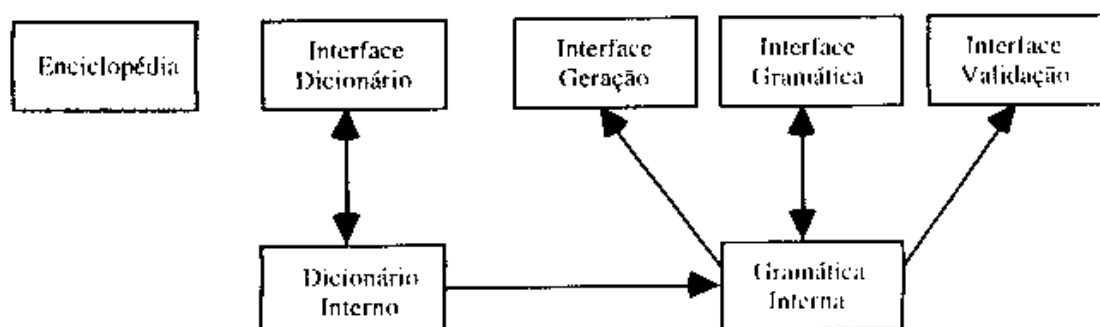 Enciclopédia
Interface
Dicionário
Interface
Geração
Interface
Gramática
Interface
Validação
Dicionário
Interno
Gramática
Interna